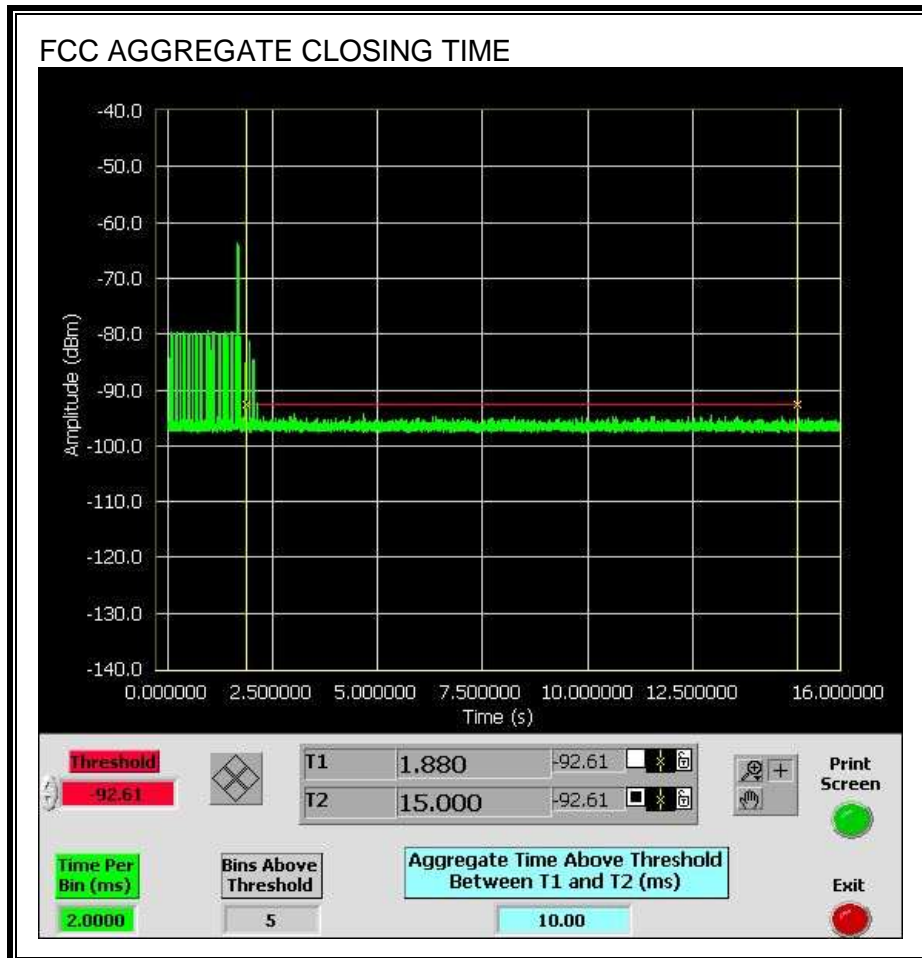 FCC AGGREGATE CLOSING TIME
-40.0
-50.0
-60.0
-70.0
-80.0
-90.0
-100.0
-110.0
-120.0
-130.0
-140.0
Amplitude (dBm)
0.000000 2.500000 5.000000 7.500000 10.000000 12.500000 16.000000
Time (s)
Threshold
-92.61
T1 1.880 -92.61
T2 15.000 -92.61
Print
Screen
Time Per
Bin (ms)
2.0000
Bins Above
Threshold
5
Aggregate Time Above Threshold
Between T1 and T2 (ms)
10.00
Exit